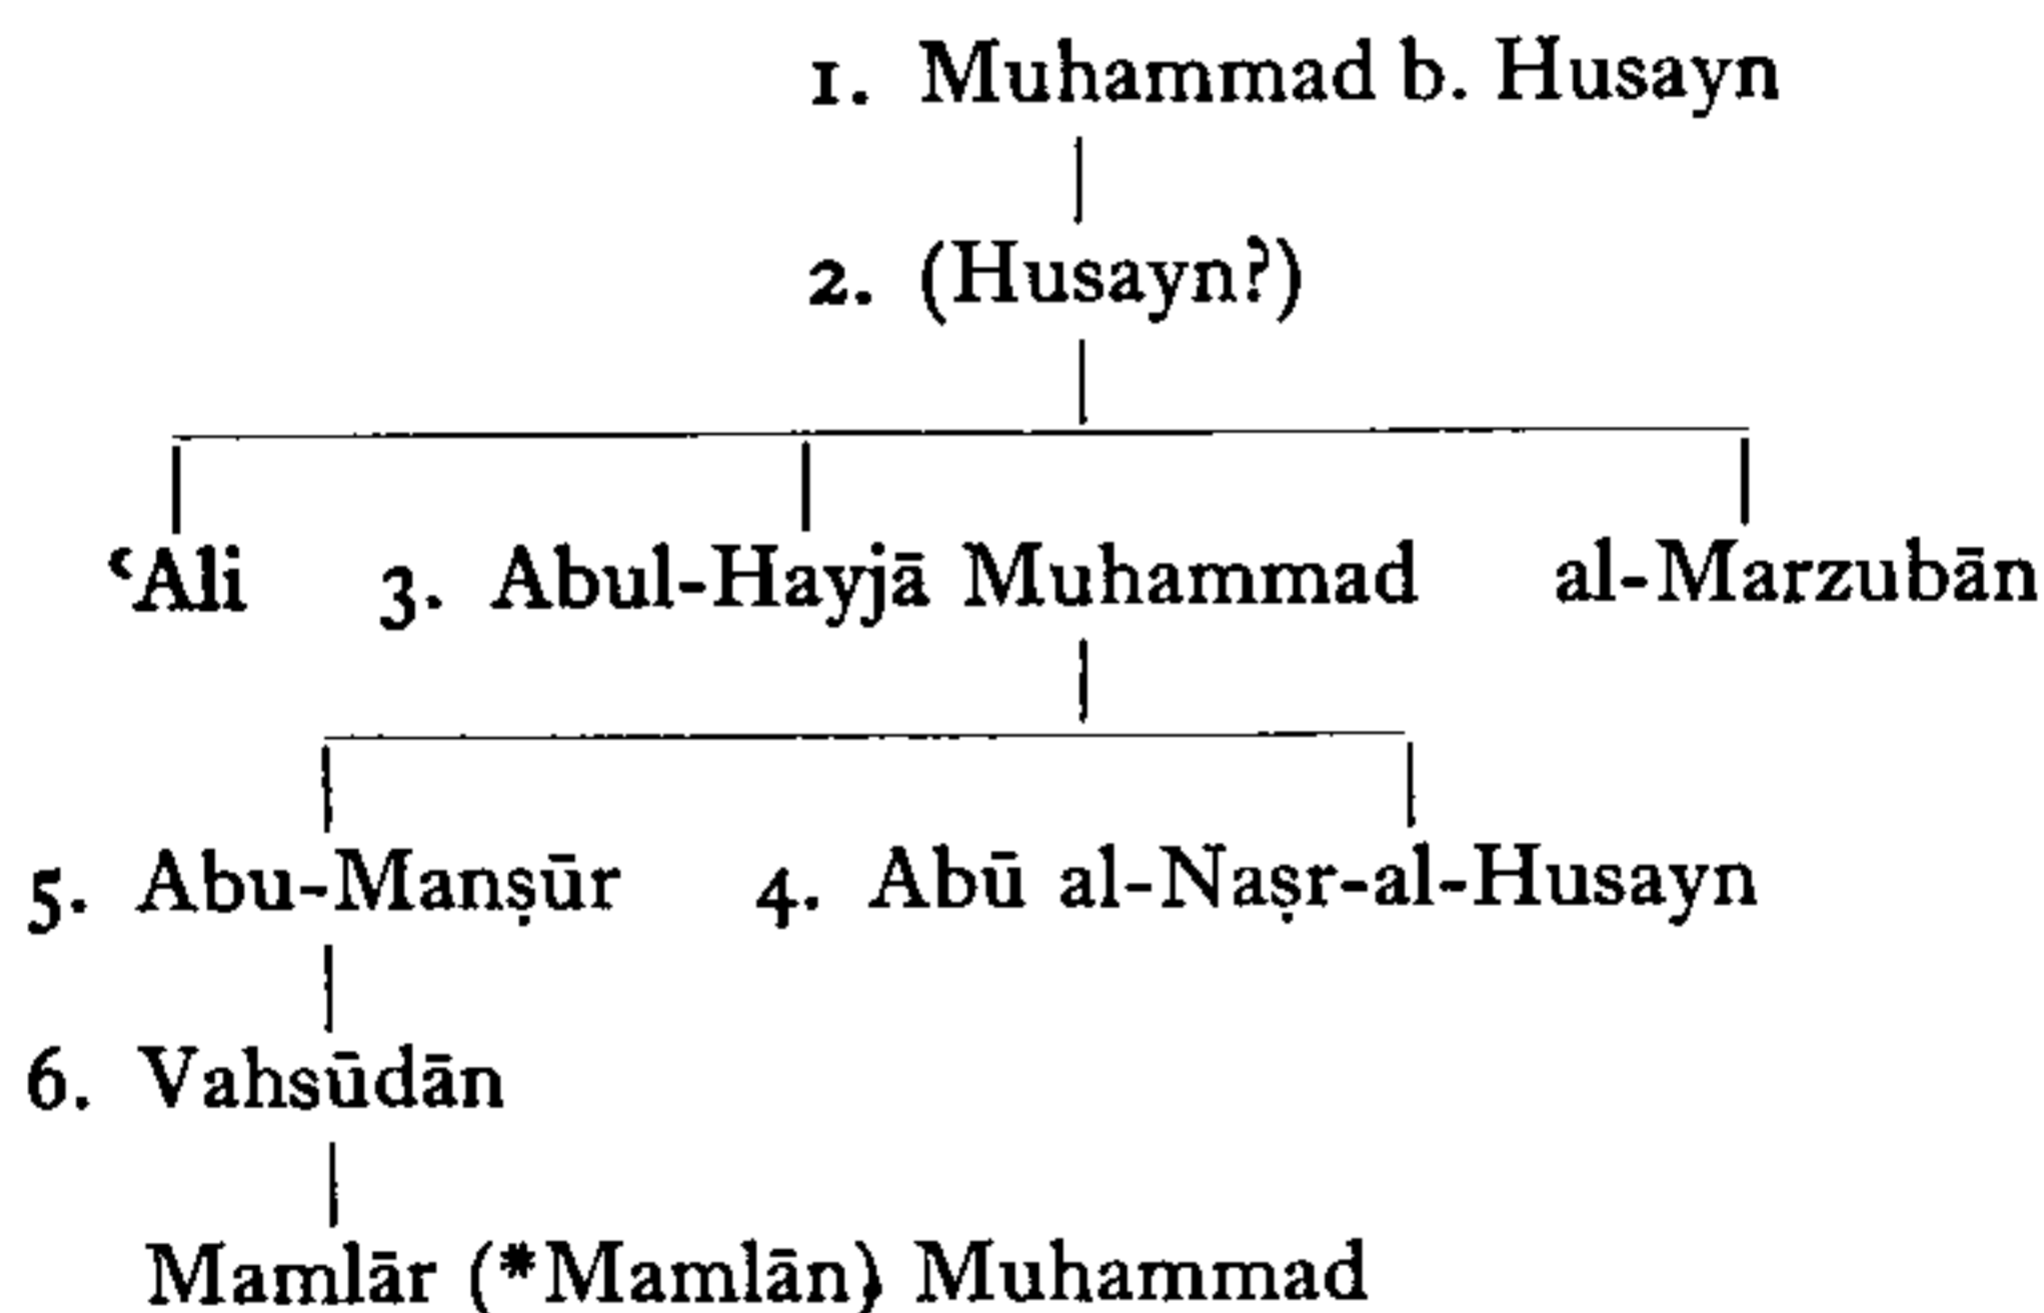 1. Muhammad b. Husayn
2. (Husayn?)
ʿAli 3. Abul-Hayjā Muhammad al-Marzubān
5. Abu-Manṣūr 4. Abū al-Naṣr-al-Husayn
6. Vahsūdān
Mamlār (*Mamlān) Muhammad